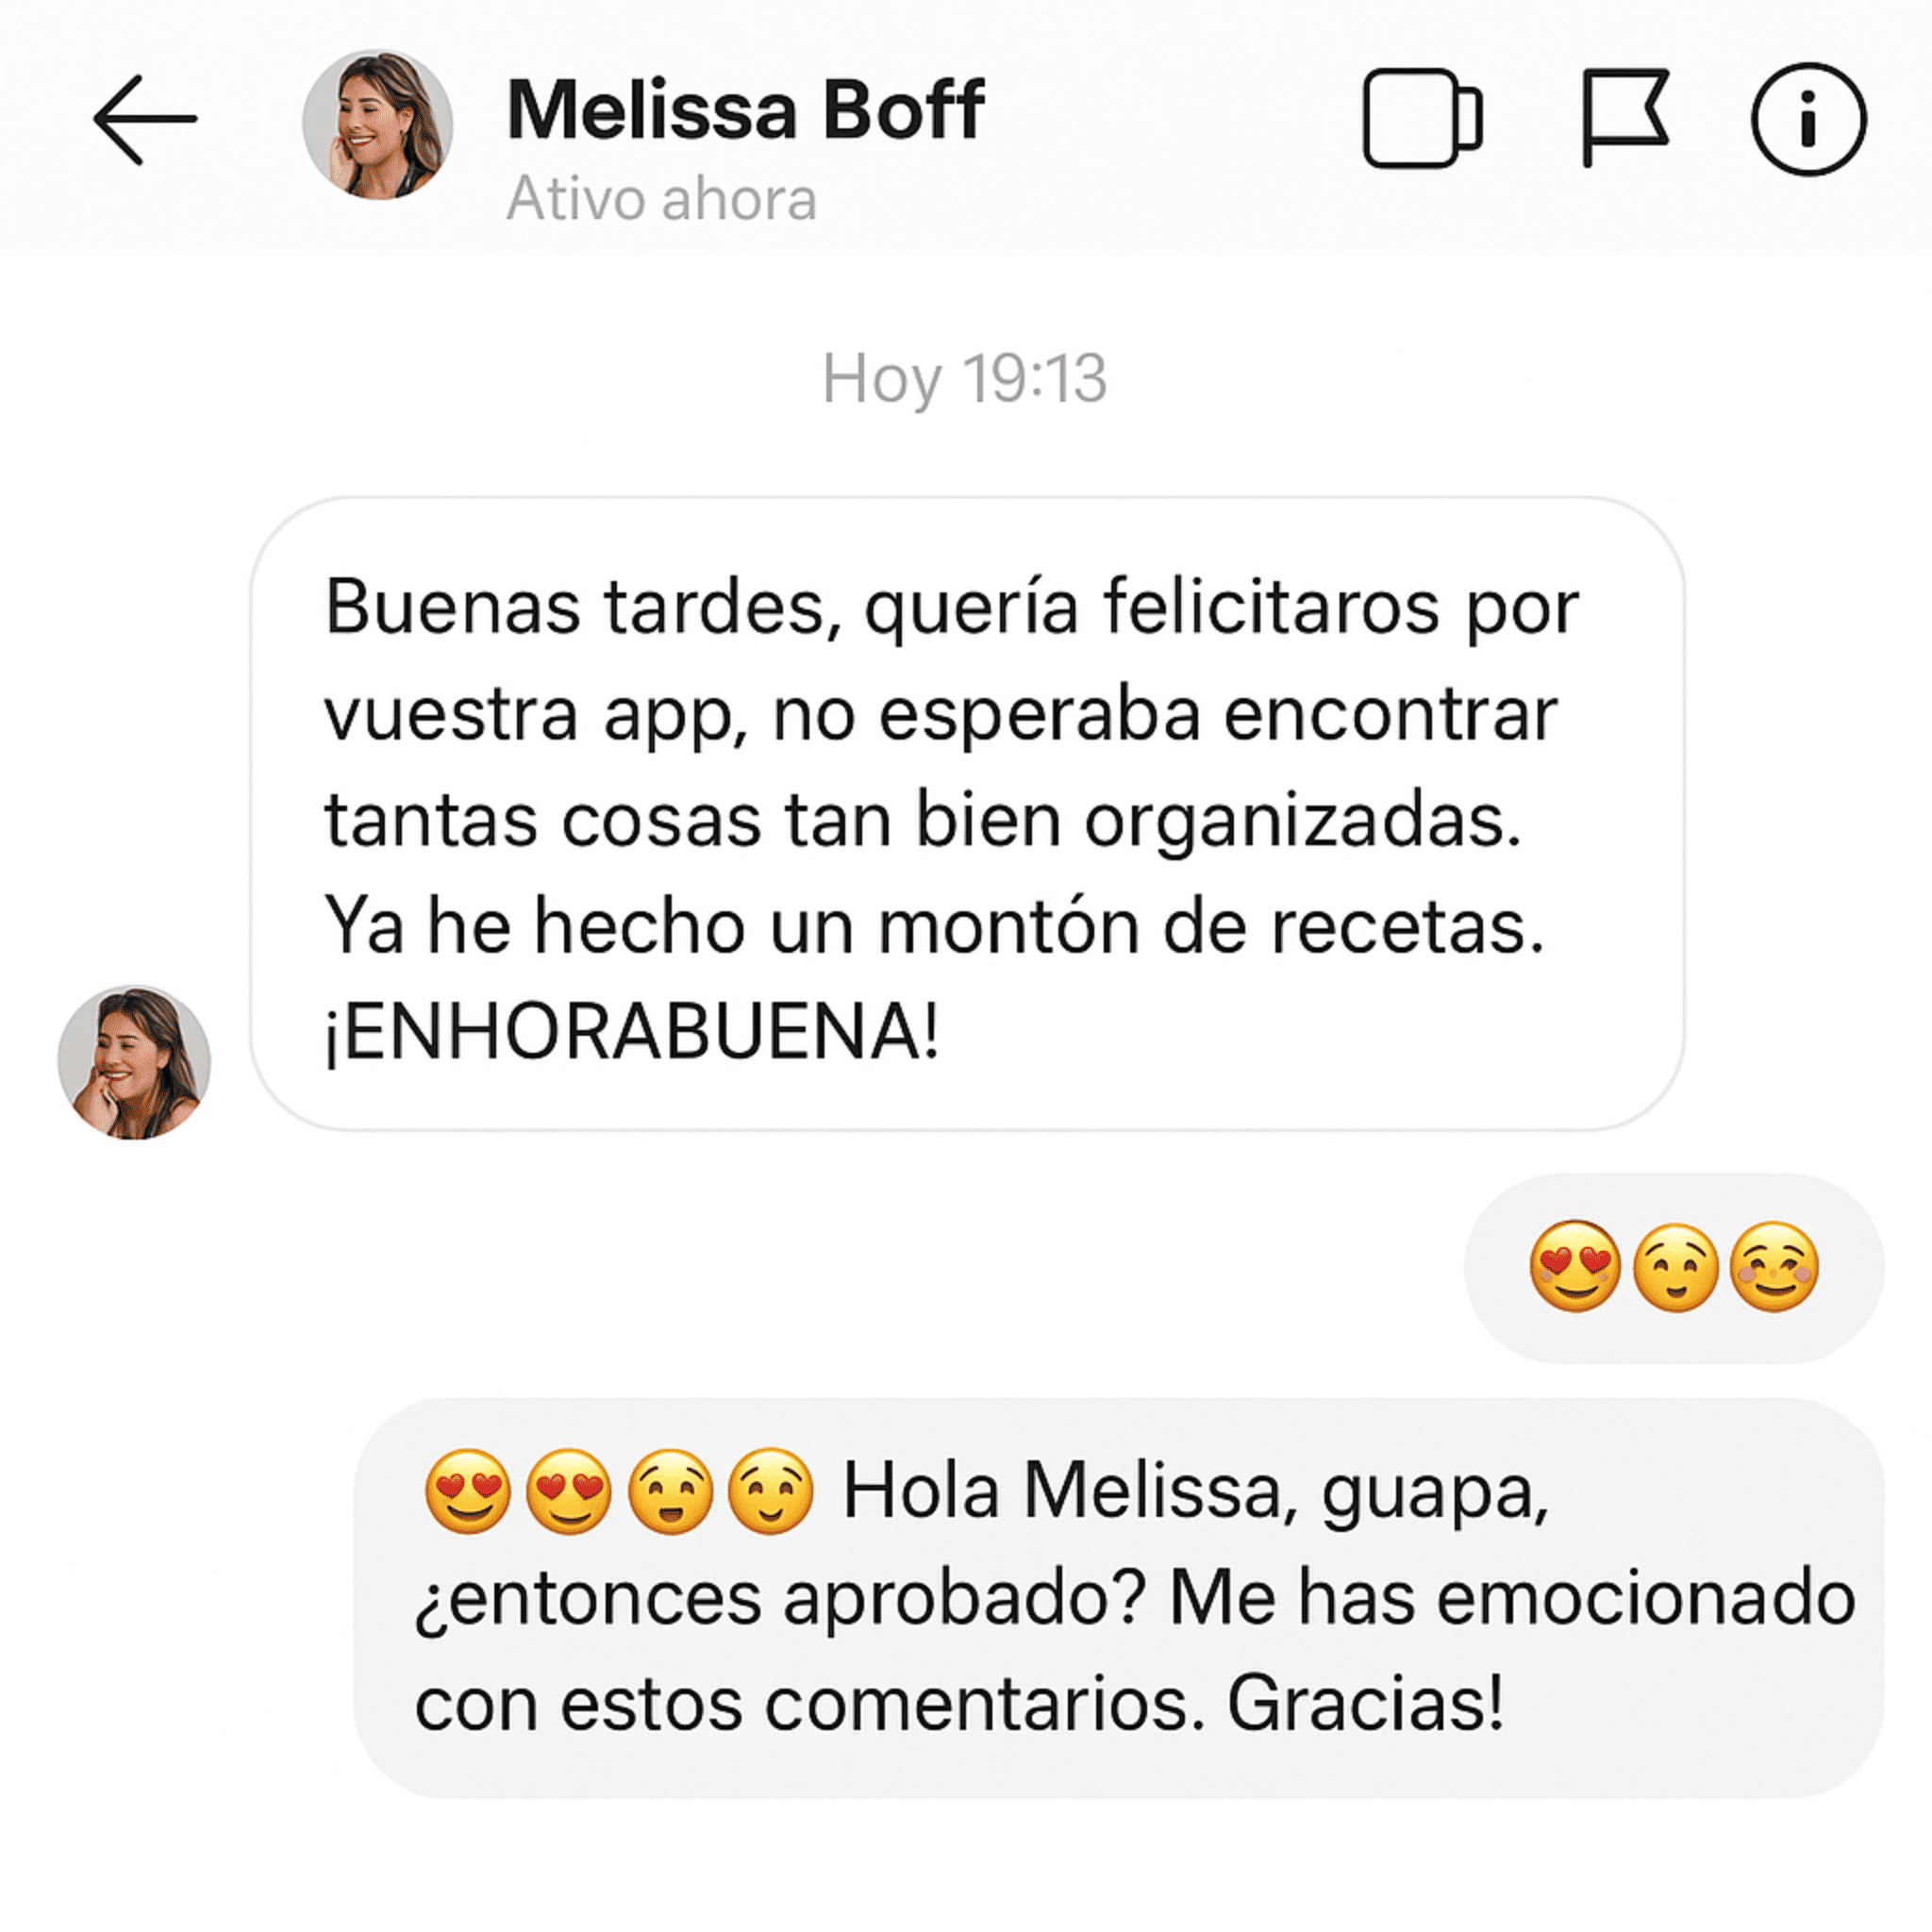 Melissa Boff
Ativo ahora
Hoy 19:13
Buenas tardes, quería felicitaros por
vuestra app, no esperaba encontrar
tantas cosas tan bien organizadas.
Ya he hecho un montón de recetas.
¡ENHORABUENA!
Hola Melissa, guapa,
¿entonces aprobado? Me has emocionado
con estos comentarios. Gracias!